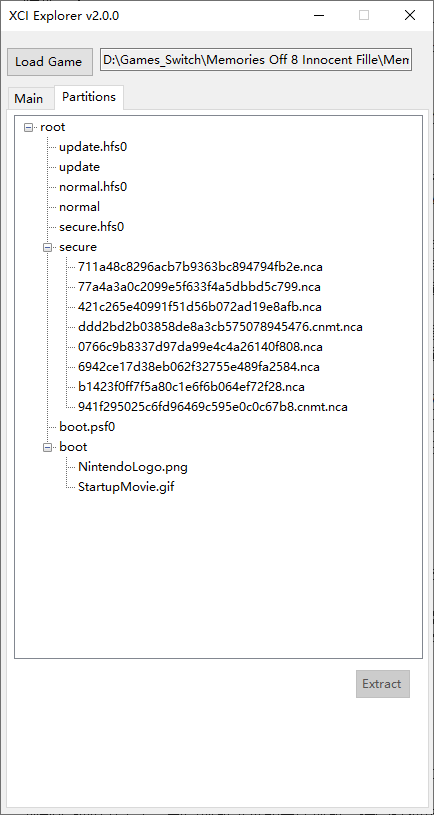 XCI Explorer v2.0.0
Load Game D:\Games_Switch\Memories Off 8 Innocent Fille\Mem
Main Partitions
root
update.hfs0
update
normal.hfs0
normal
secure.hfs0
secure
711a48c8296acb7b9363bc894794fb2e.nca
77a4a3a0c2099e5f633f4a5dbbd5c799.nca
421c265e40991f51d56b072ad19e8afb.nca
ddd2bd2b03858de8a3cb575078945476.cnmt.nca
0766c9b8337d97da99e4c4a26140f808.nca
6942ce17d38eb062f32755e489fa2584.nca
b1423f0ff7f5a80c1e6f6b064ef72f28.nca
941f295025c6fd96469c595e0c0c67b8.cnmt.nca
boot.psf0
boot
NintendoLogo.png
StartupMovie.gif
Extract